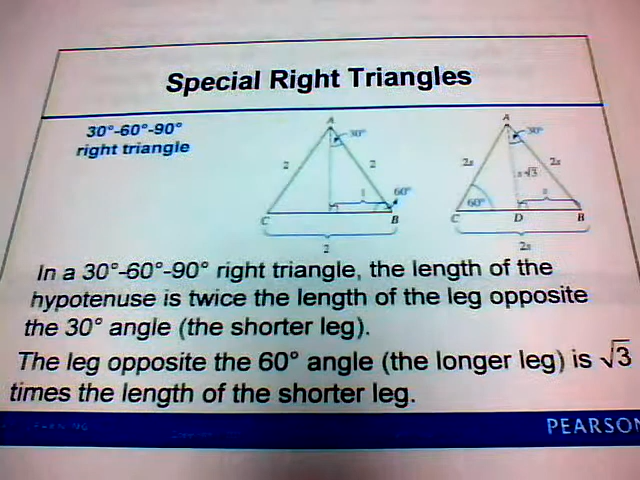 Special Right Triangles
30°-60°-90°
right triangle
A
30°
2
2
1
60°
C
B
2
A
30°
2s
2s
s√3
s
60°
C
D
B
2s
In a 30°-60°-90° right triangle, the length of the
hypotenuse is twice the length of the leg opposite
the 30° angle (the shorter leg).
The leg opposite the 60° angle (the longer leg) is √3
times the length of the shorter leg.
PEARSON